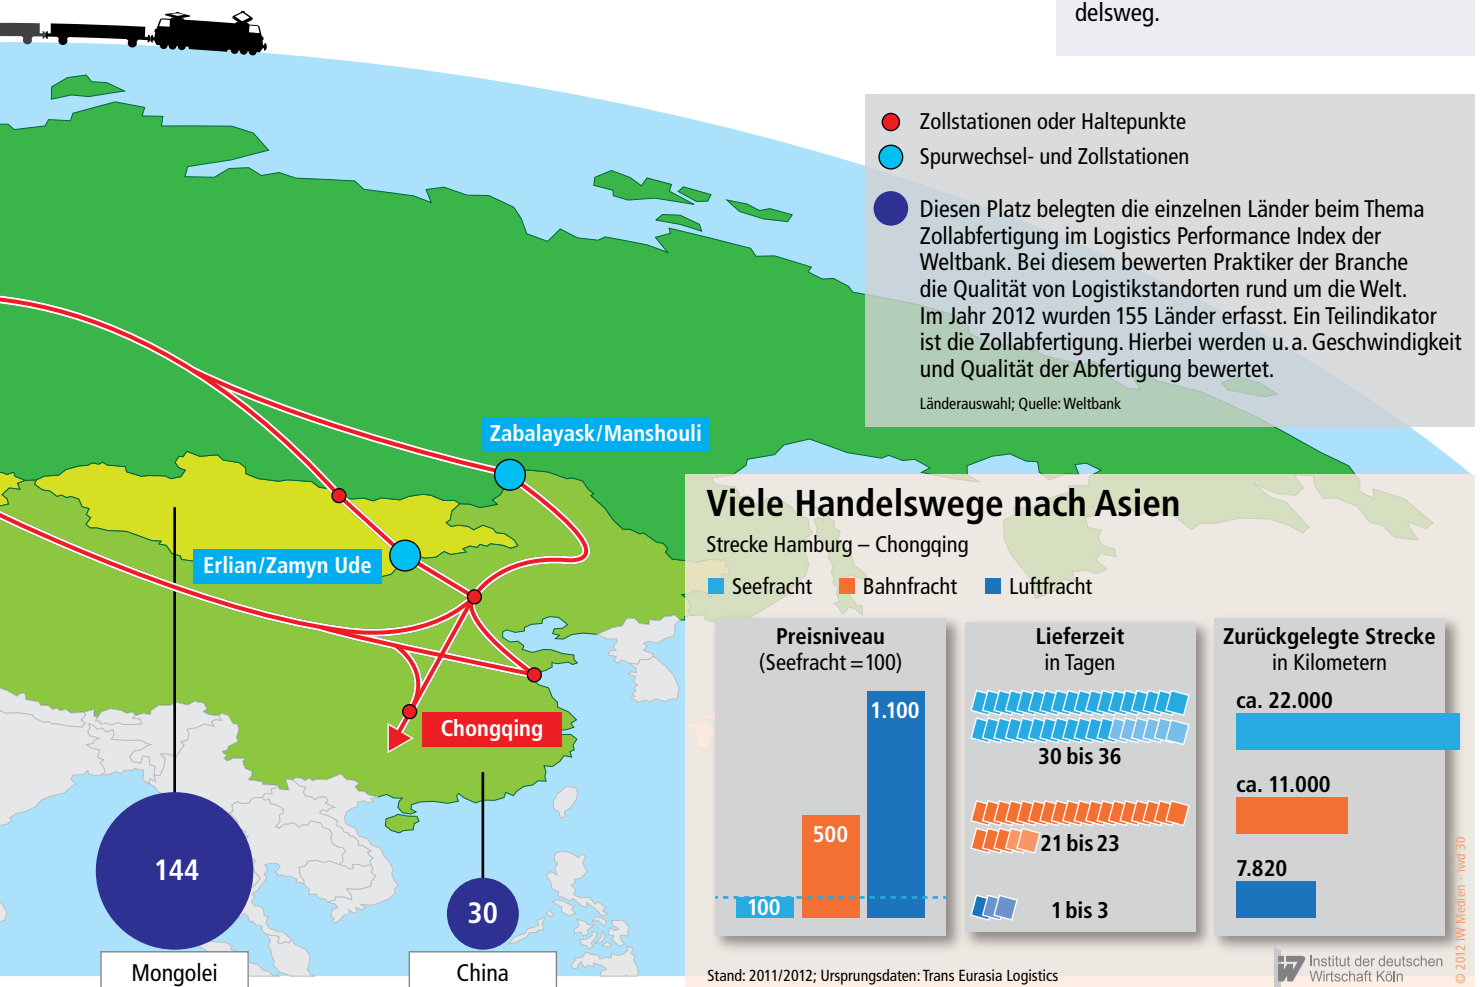 delsweg.
Zollstationen oder Haltepunkte
Spurwechsel- und Zollstationen
Diesen Platz belegten die einzelnen Länder beim Thema
Zollabfertigung im Logistics Performance Index der
Weltbank. Bei diesem bewerten Praktiker der Branche
die Qualität von Logistikstandorten rund um die Welt.
Im Jahr 2012 wurden 155 Länder erfasst. Ein Teilindikator
ist die Zollabfertigung. Hierbei werden u. a. Geschwindigkeit
und Qualität der Abfertigung bewertet.
Länderauswahl; Quelle: Weltbank
Zabalayask/Manshouli
Erlian/Zamyn Ude
Chongqing
144
Mongolei
30
China
Viele Handelswege nach Asien
Strecke Hamburg – Chongqing
Seefracht
Bahnfracht
Luftfracht
Preisniveau
(Seefracht = 100)
100
500
1.100
Lieferzeit
in Tagen
30 bis 36
21 bis 23
1 bis 3
Zurückgelegte Strecke
in Kilometern
ca. 22.000
ca. 11.000
7.820
Stand: 2011/2012; Ursprungsdaten: Trans Eurasia Logistics
Institut der deutschen
Wirtschaft Köln
© 2012 IW Medien · iwd 30